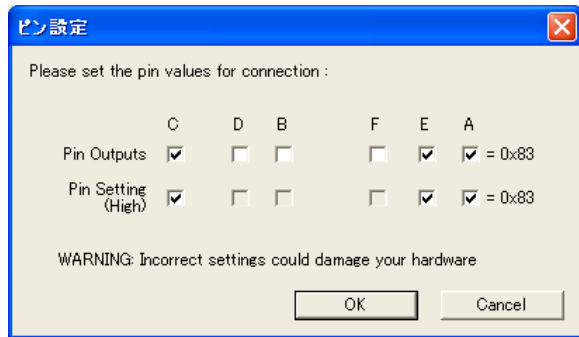 ピン設定
Please set the pin values for connection :
C D B F E A
Pin Outputs = 0x83
Pin Setting = 0x83
(High)
WARNING: Incorrect settings could damage your hardware
OK Cancel